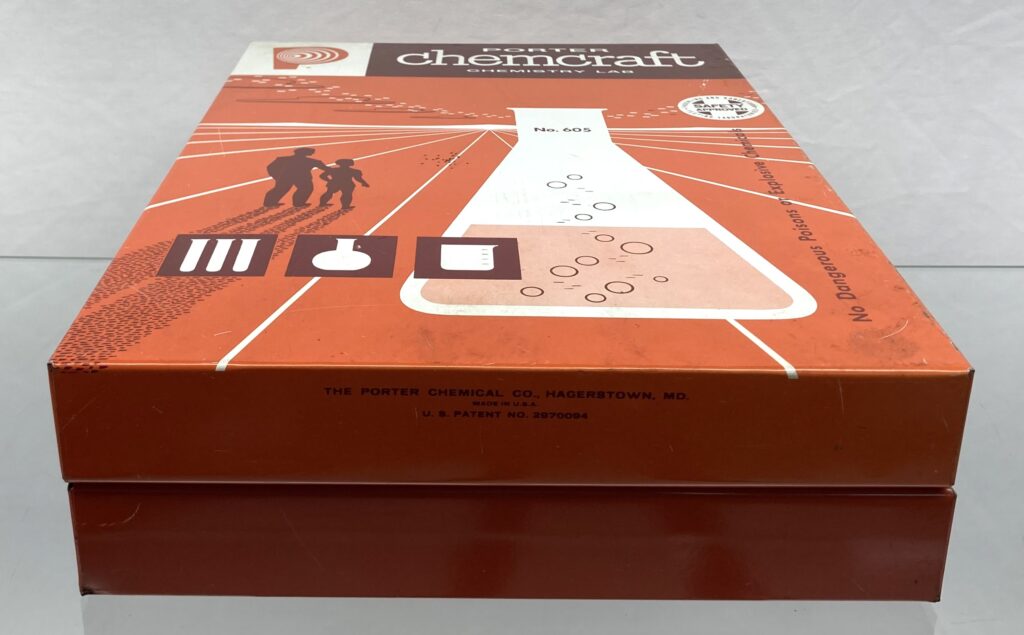 PORTER
chemcraft
CHEMISTRY LAB
SAFETY
APPROVED
No. 605
No Dangerous Poisons or Explosive Chemicals
THE PORTER CHEMICAL CO., HAGERSTOWN, MD.
MADE IN U.S.A.
U. S. PATENT NO. 2970094